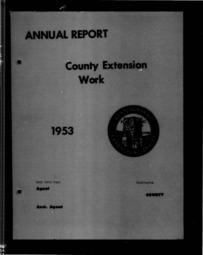 ANNUAL REPORT
County Extension
Work
1953
Agent
COUNTY
Asst. Agent